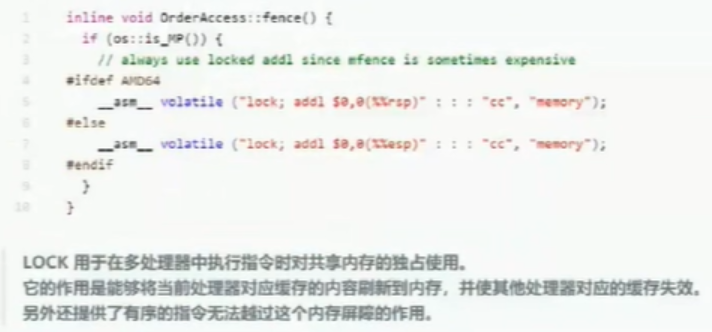 1 inline void OrderAccess::fence() {
2 if (os::is_MP()) {
3 // always use locked addl since mfence is sometimes expensive
4 #ifdef AMD64
5 __asm__ volatile ("lock; addl $0,0(%%rsp)" : : : "cc", "memory");
6 #else
7 __asm__ volatile ("lock; addl $0,0(%%esp)" : : : "cc", "memory");
8 #endif
9 }
10 }
LOCK 用于在多处理器中执行指令时对共享内存的独占使用。
它的作用是能够将当前处理器对应缓存的内容刷新到内存，并使其他处理器对应的缓存失效。
另外还提供了有序的指令无法越过这个内存屏障的作用。